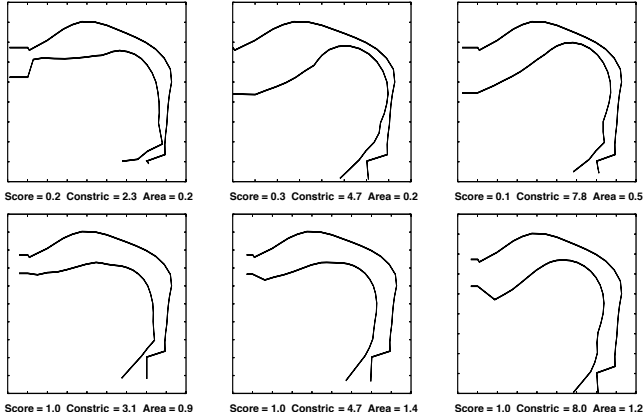 Score = 0.2 Constric = 2.3 Area = 0.2 Score = 0.3 Constric = 4.7 Area = 0.2 Score = 0.1 Constric = 7.8 Area = 0.5
Score = 1.0 Constric = 3.1 Area = 0.9 Score = 1.0 Constric = 4.7 Area = 1.4 Score = 1.0 Constric = 8.0 Area = 1.2